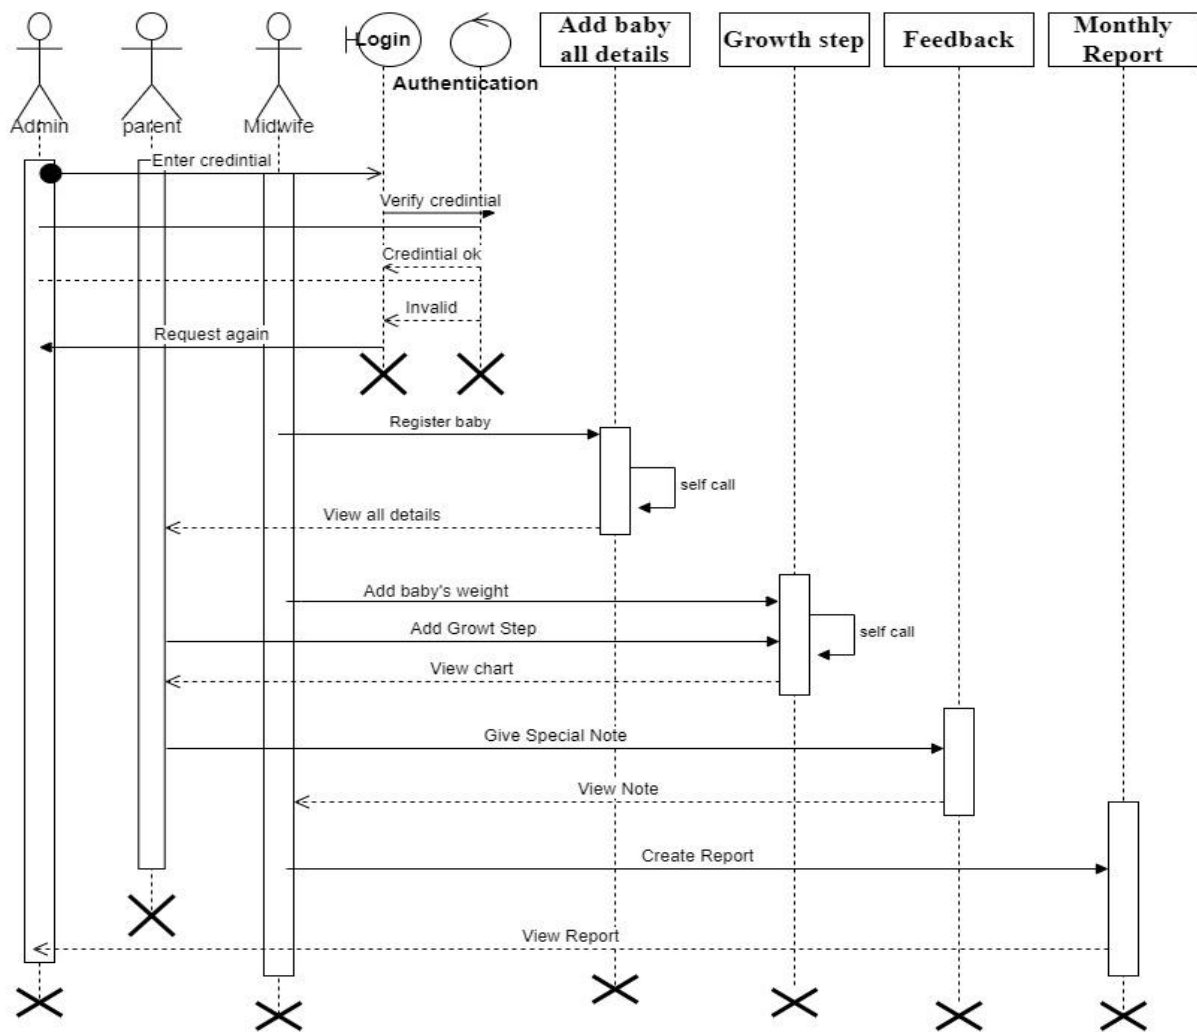 Login
Add baby
all details
Growth step
Feedback
Monthly
Report
Authentication
Admin
parent
Midwife
Enter credintial
Verify credintial
Credintial ok
Invalid
Request again
Register baby
self call
View all details
Add baby's weight
Add Growt Step
self call
View chart
Give Special Note
View Note
Create Report
View Report